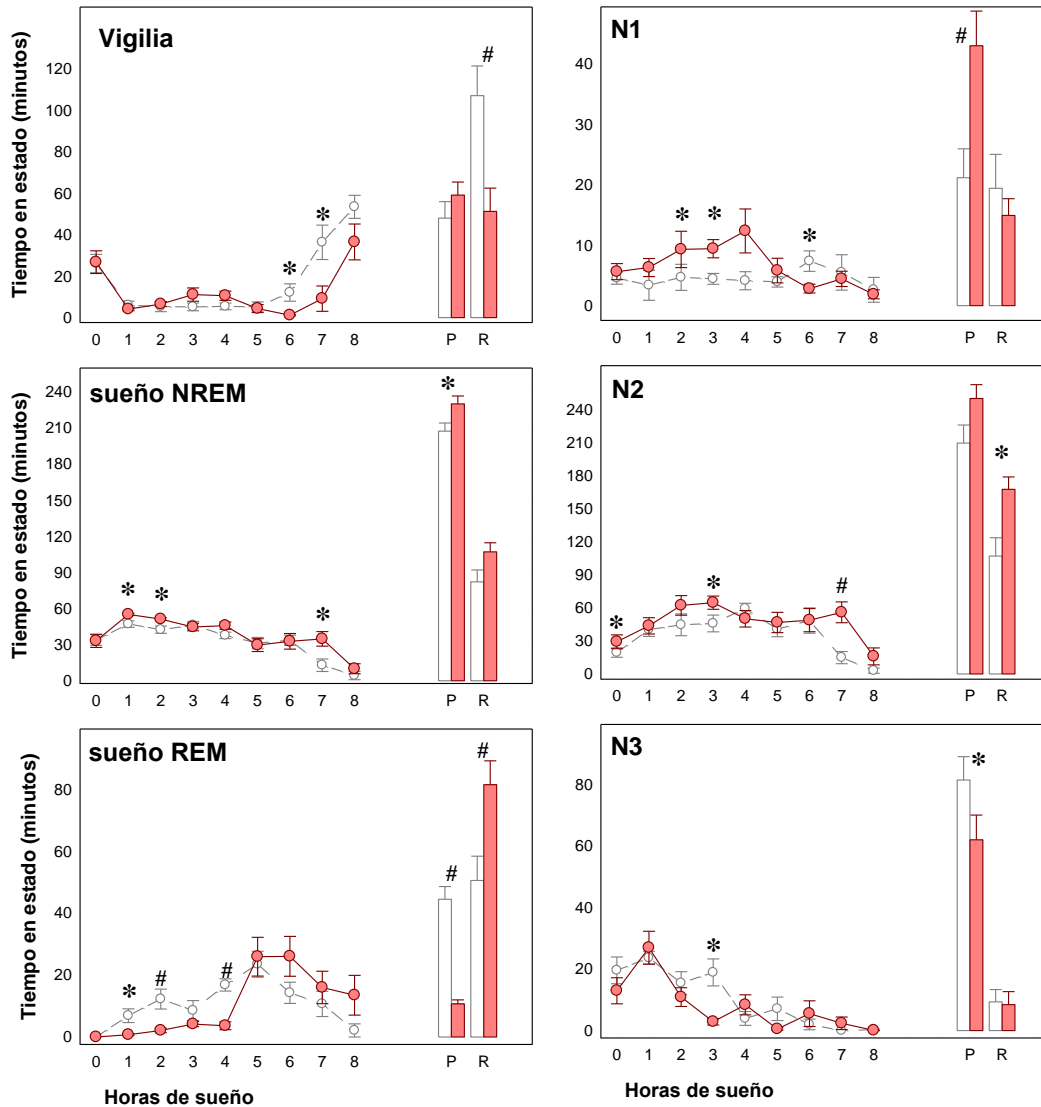 Vigilia
#
Tiempo en estado (minutos)
120
100
80
60
40
20
0
*
*
0 1 2 3 4 5 6 7 8 P R
N1
#
40
30
20
10
0
* * *
0 1 2 3 4 5 6 7 8 P R
sueño NREM
*
Tiempo en estado (minutos)
240
210
180
150
120
90
60
30
0
* * *
0 1 2 3 4 5 6 7 8 P R
N2
240
210
180
150
120
90
60
30
0
*
* * #
0 1 2 3 4 5 6 7 8 P R
sueño REM
#
Tiempo en estado (minutos)
80
60
40
20
0
#
* # #
0 1 2 3 4 5 6 7 8 P R
Horas de sueño
N3
*
80
60
40
20
0
*
0 1 2 3 4 5 6 7 8 P R
Horas de sueño